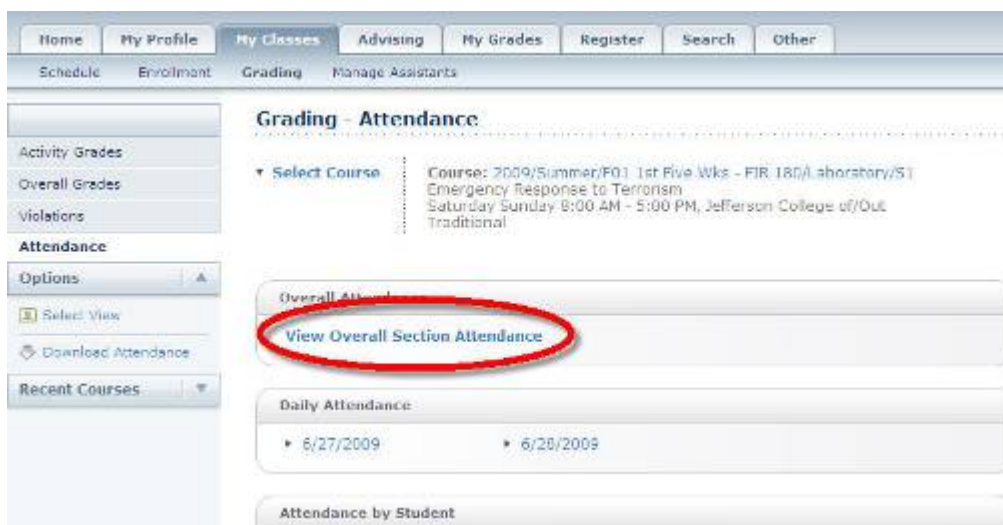 Home My Profile My Classes Advising My Grades Register Search Other
Schedule Enrollment Grading Manage Assistants
Grading - Attendance
Activity Grades
Overall Grades
Violations
Attendance
Options
Select View
Download Attendance
Recent Courses
Select Course
Course: 2009/Summer/F01 1st Five Wks - FIR 180/Laboratory/S1
Emergency Response to Terrorism
Saturday Sunday 8:00 AM - 5:00 PM, Jefferson College of/Out
Traditional
Overall Attendance
View Overall Section Attendance
Daily Attendance
6/27/2009 6/28/2009
Attendance by Student